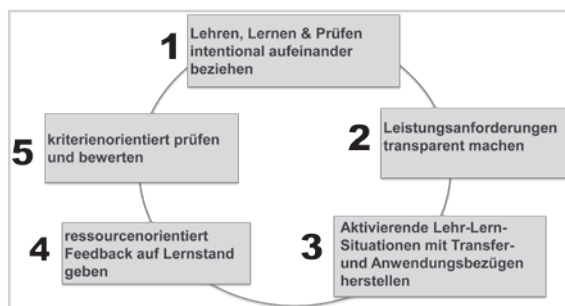 1
Lehren, Lernen & Prüfen
intentional aufeinander
beziehen
2
Leistungsanforderungen
transparent machen
3
Aktivierende Lehr-Lern-
Situationen mit Transfer-
und Anwendungsbezügen
herstellen
4
ressourcenorientiert
Feedback auf Lernstand
geben
5
kriterienorientiert prüfen
und bewerten